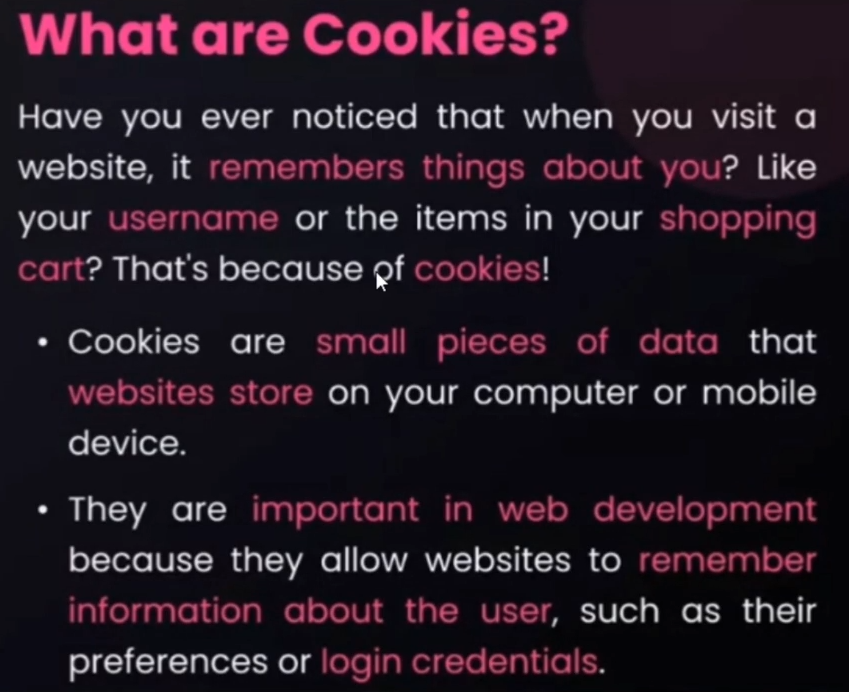 What are Cookies?
Have you ever noticed that when you visit a
website, it remembers things about you? Like
your username or the items in your shopping
cart? That's because of cookies!
• Cookies are small pieces of data that
websites store on your computer or mobile
device.
• They are important in web development
because they allow websites to remember
information about the user, such as their
preferences or login credentials.